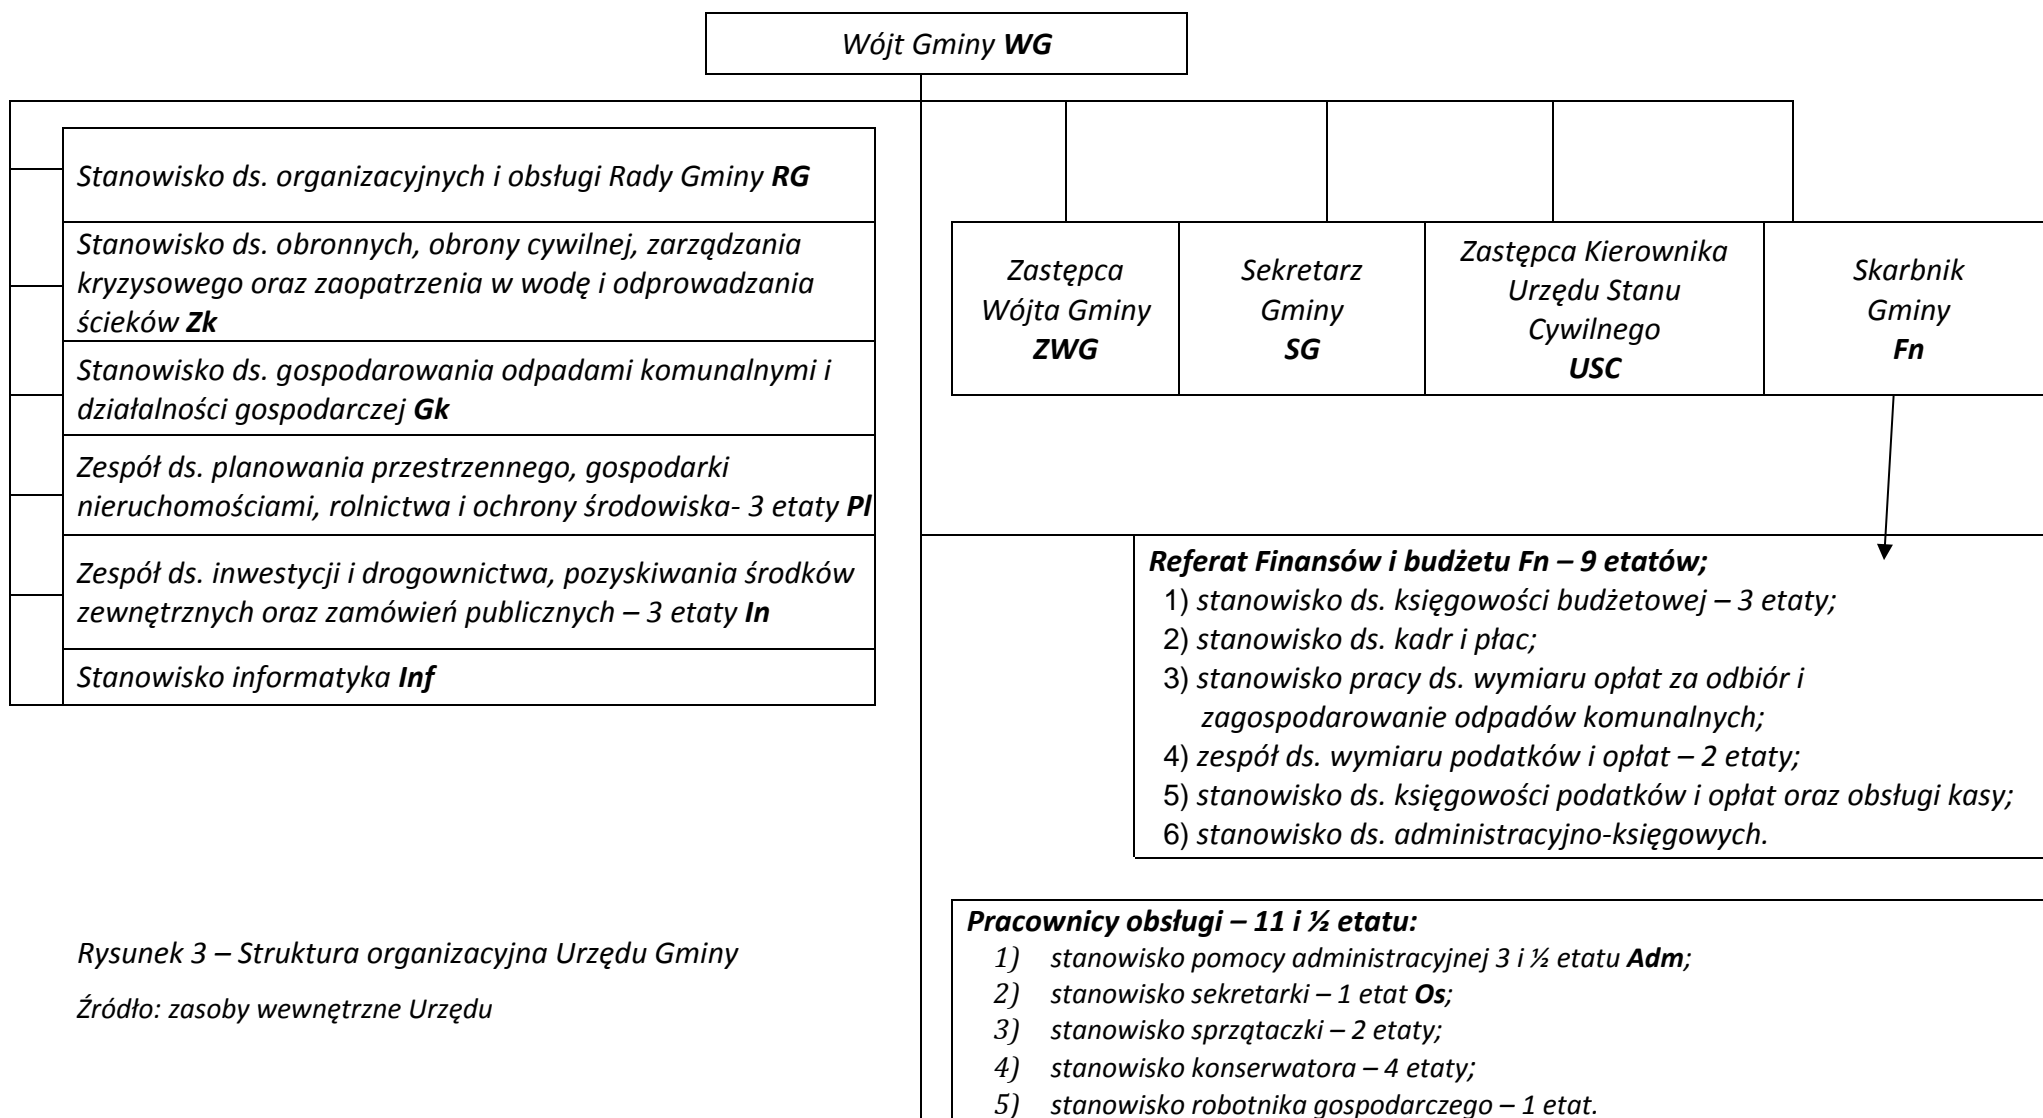 Wójt Gminy WG
Stanowisko ds. organizacyjnych i obsługi Rady Gminy RG
Stanowisko ds. obronnych, obrony cywilnej, zarządzania
kryzysowego oraz zaopatrzenia w wodę i odprowadzania
ścieków Zk
Stanowisko ds. gospodarowania odpadami komunalnymi i
działalności gospodarczej Gk
Zespół ds. planowania przestrzennego, gospodarki
nieruchomościami, rolnictwa i ochrony środowiska- 3 etaty Pl
Zespół ds. inwestycji i drogownictwa, pozyskiwania środków
zewnętrznych oraz zamówień publicznych – 3 etaty In
Stanowisko informatyka Inf
Zastępca
Wójta Gminy
ZWG
Sekretarz
Gminy
SG
Zastępca Kierownika
Urzędu Stanu
Cywilnego
USC
Skarbnik
Gminy
Fn
Referat Finansów i budżetu Fn – 9 etatów;
1) stanowisko ds. księgowości budżetowej – 3 etaty;
2) stanowisko ds. kadr i płac;
3) stanowisko pracy ds. wymiaru opłat za odbiór i
zagospodarowanie odpadów komunalnych;
4) zespół ds. wymiaru podatków i opłat – 2 etaty;
5) stanowisko ds. księgowości podatków i opłat oraz obsługi kasy;
6) stanowisko ds. administracyjno-księgowych.
Pracownicy obsługi – 11 i ½ etatu:
1) stanowisko pomocy administracyjnej 3 i ½ etatu Adm;
2) stanowisko sekretarki – 1 etat Os;
3) stanowisko sprzątaczki – 2 etaty;
4) stanowisko konserwatora – 4 etaty;
5) stanowisko robotnika gospodarczego – 1 etat.
Rysunek 3 – Struktura organizacyjna Urzędu Gminy
Źródło: zasoby wewnętrzne Urzędu